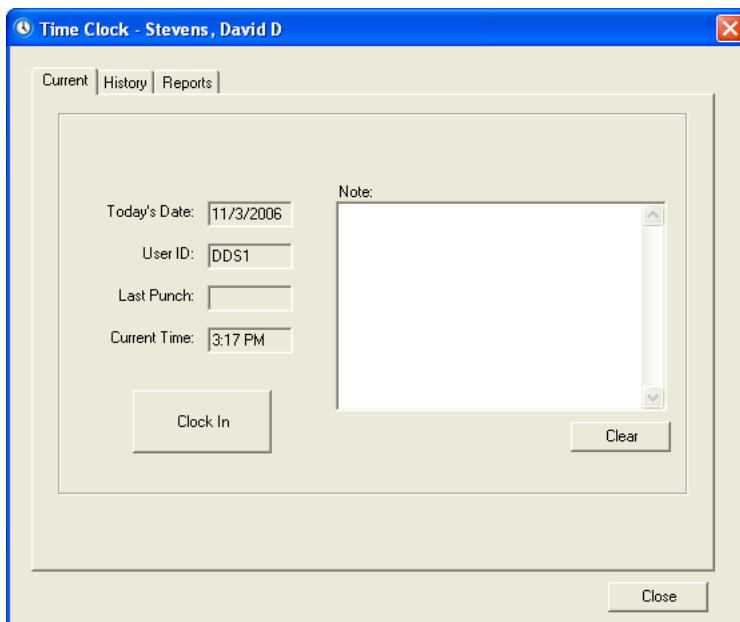 Time Clock - Stevens, David D
Current History Reports
Note:
Today's Date: 11/3/2006
User ID: DDS1
Last Punch:
Current Time: 3:17 PM
Clock In
Clear
Close